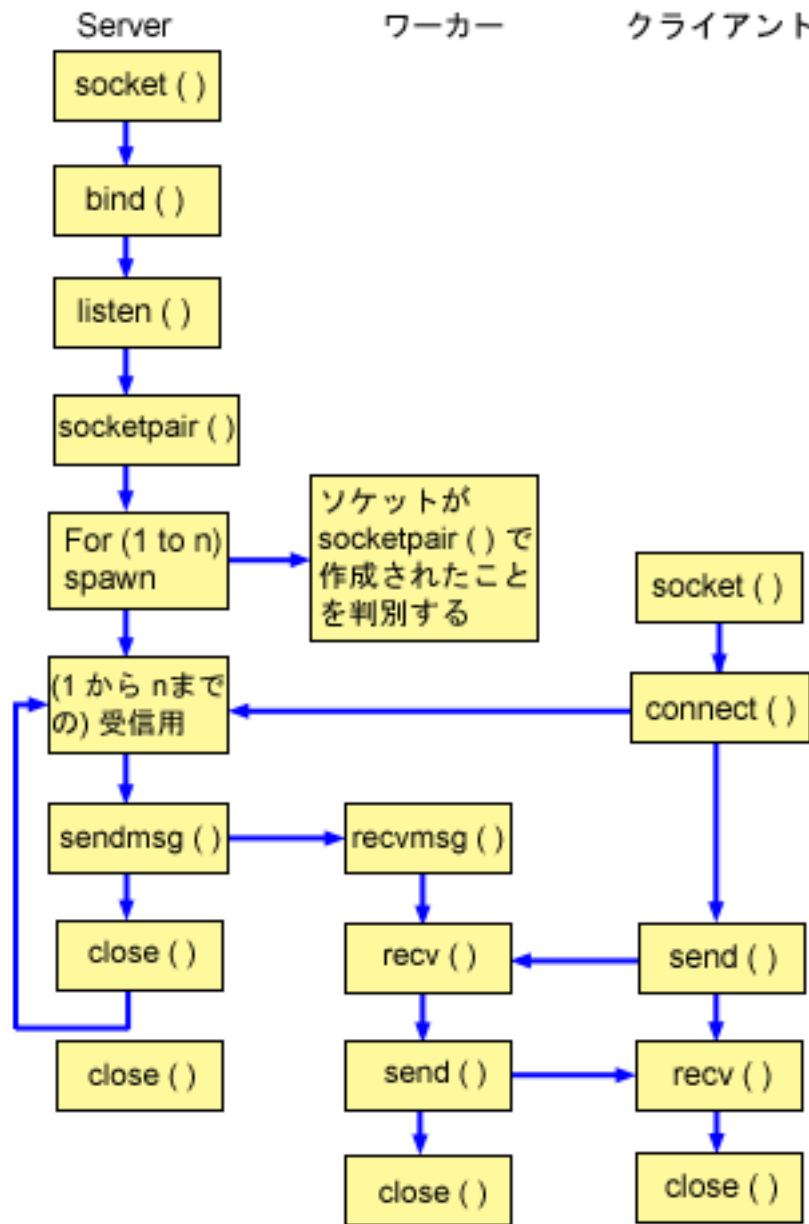 Server
ワーカー
クライアント
socket ( )
bind ( )
listen ( )
socketpair ( )
For (1 to n)
spawn
ソケットが
socketpair ( ) で
作成されたこと
を判別する
socket ( )
(1 から nまで
の) 受信用
connect ( )
sendmsg ( )
recvmsg ( )
close ( )
recv ( )
send ( )
close ( )
send ( )
recv ( )
close ( )
close ( )